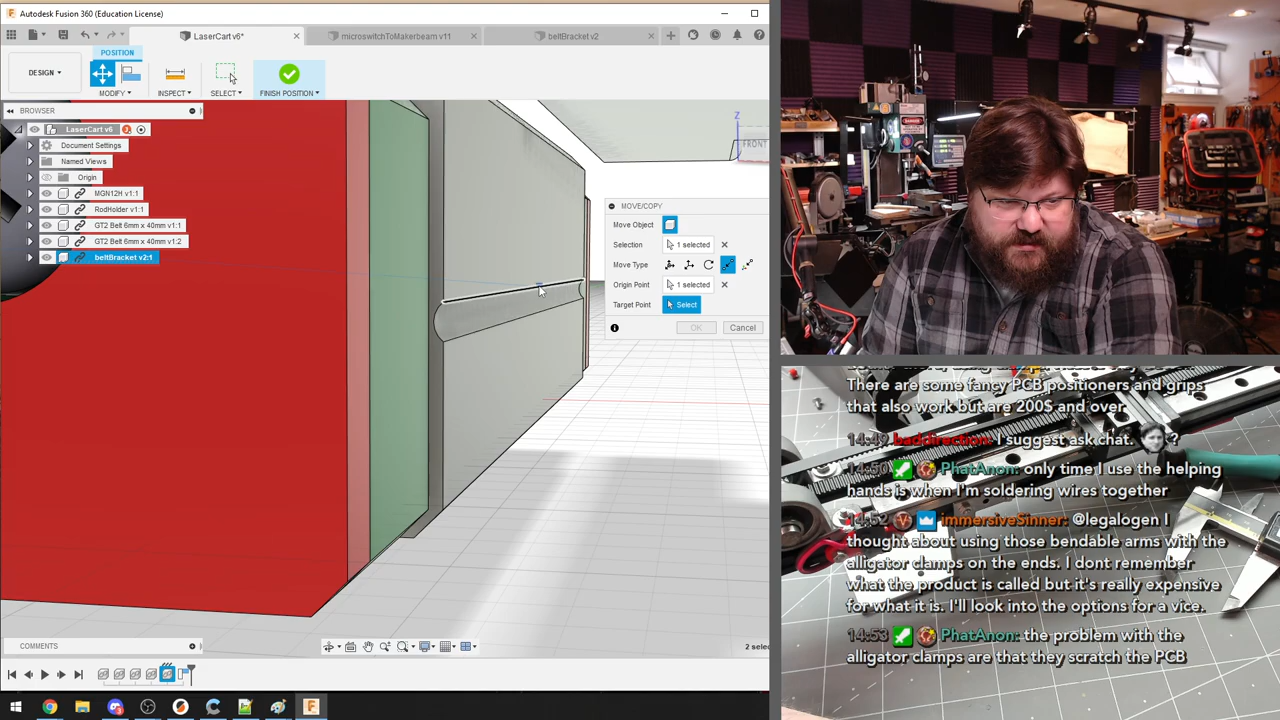 Autodesk Fusion 360 (Education License)
LaserCart v6*
microswitchToMakerbeam v11
beltBracket v2
POSITION
DESIGN
MODIFY
INSPECT
SELECT
FINISH POSITION
BROWSER
LaserCart v6
Document Settings
Named Views
Origin
MGN12H v1:1
RodHolder v1:1
GT2 Belt 6mm x 40mm v1:1
GT2 Belt 6mm x 40mm v1:2
beltBracket v2:1
Z
FRONT
MOVE/COPY
Move Object
Selection
1 selected
Move Type
Origin Point
1 selected
Target Point
Select
OK
Cancel
COMMENTS
2 selec
There are some fancy PCB positioners and grips
that also work but are 200$ and over
14:49 baddirection: I suggest ask chat. ?
14:50 PhatAnon: only time I use the helping
hands is when I'm soldering wires together
14:52 immersiveSinner: @legalogen I
thought about using those bendable arms with the
alligator clamps on the ends. I dont remember
what the product is called but it's really expensive
for what it is. I'll look into the options for a vice.
14:53 PhatAnon: the problem with the
alligator clamps are that they scratch the PCB